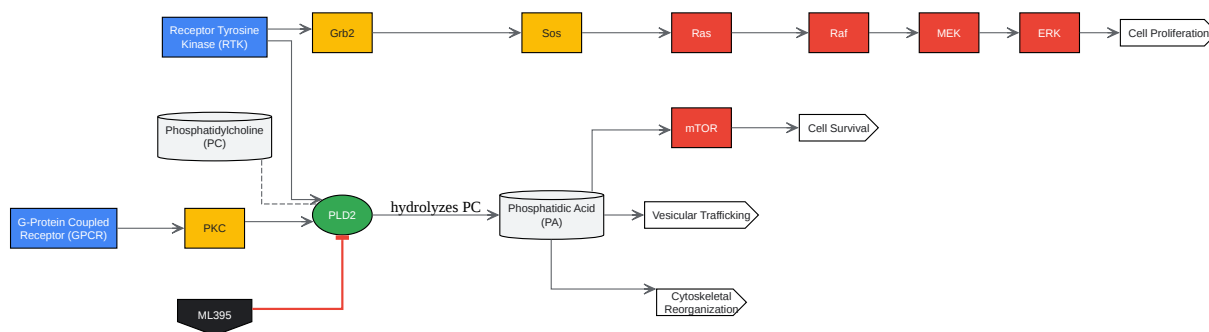 Receptor Tyrosine
Kinase (RTK)
Grb2
Sos
Ras
Raf
MEK
ERK
Cell Proliferation
Phosphatidylcholine
(PC)
mTOR
Cell Survival
G-Protein Coupled
Receptor (GPCR)
PKC
PLD2
hydrolyzes PC
Phosphatidic Acid
(PA)
Vesicular Trafficking
ML395
Cytoskeletal
Reorganization